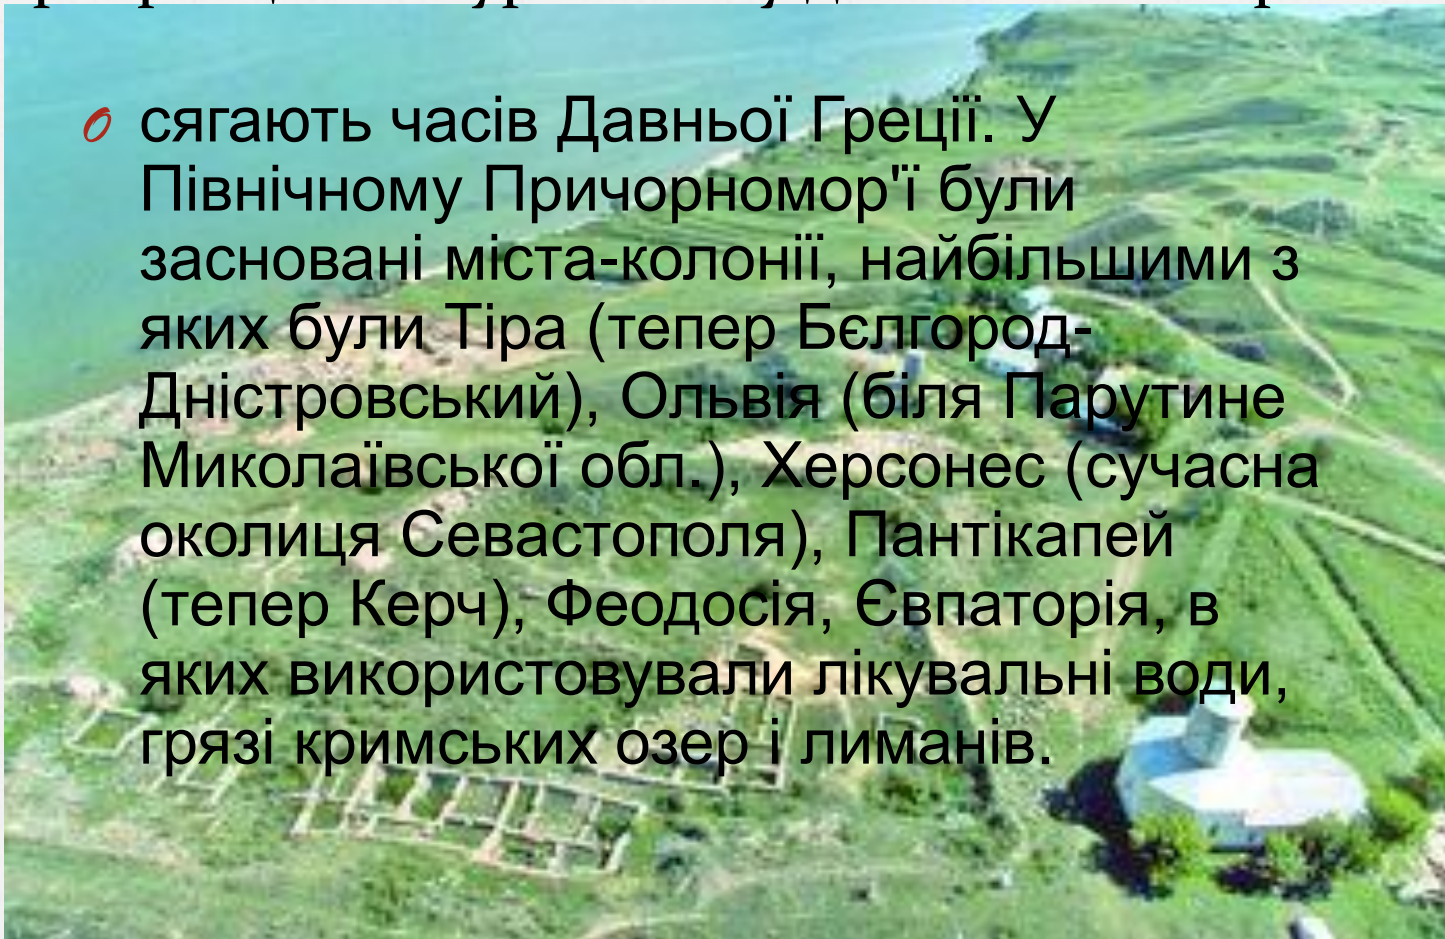 сягають часів Давньої Греції. У
Північному Причорномор'ї були
засновані міста-колонії, найбільшими з
яких були Тіра (тепер Бєлгород-
Дністровський), Ольвія (біля Парутине
Миколаївської обл.), Херсонес (сучасна
околиця Севастополя), Пантікапей
(тепер Керч), Феодосія, Євпаторія, в
яких використовували лікувальні води,
грязі кримських озер і лиманів.